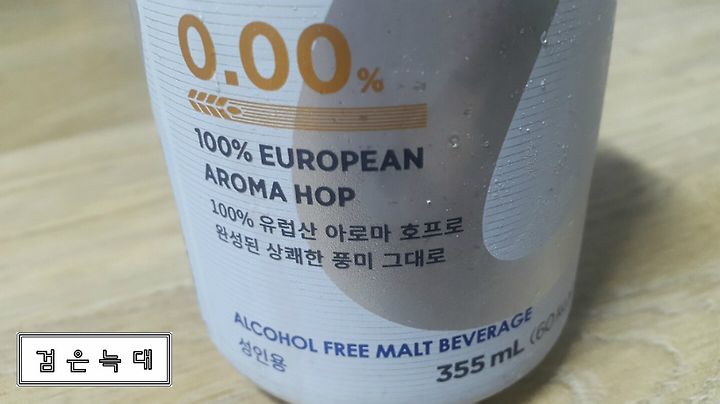 0.00%
100% EUROPEAN
AROMA HOP
100% 유럽산 아로마 호프로
완성된 상쾌한 풍미 그대로
ALCOHOL FREE MALT BEVERAGE
성인용
355 mL
검은늑대